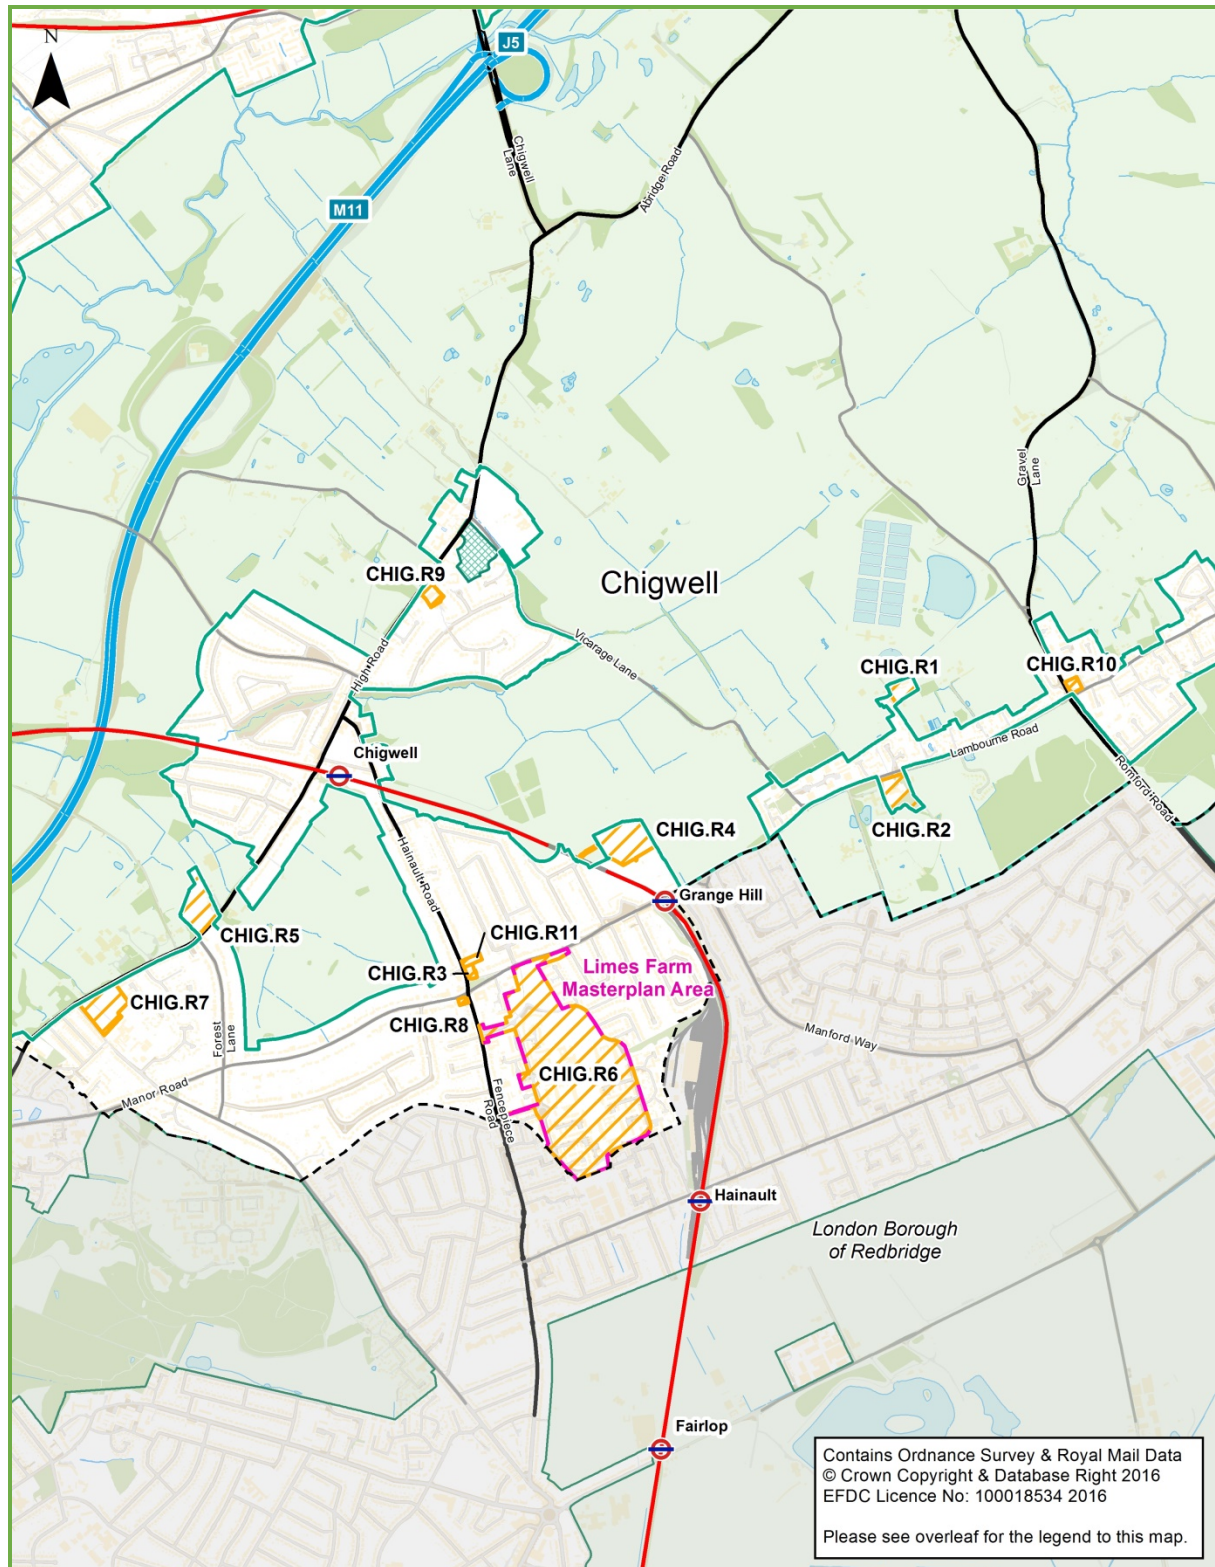 N
J5
Chigwell
Lane
Abridge Road
M11
Gravel
Lane
CHIG.R9
Chigwell
High Road
Vicarage Lane
CHIG.R1
CHIG.R10
Lambourne Road
Chigwell
Romford Road
CHIG.R4
CHIG.R2
Hainault Road
Grange Hill
CHIG.R5
CHIG.R11
CHIG.R3
Limes Farm
Masterplan Area
CHIG.R7
CHIG.R8
Forest
Lane
Manford Way
CHIG.R6
Manor Road
Fencepiece
Road
Hainault
London Borough
of Redbridge
Fairlop
Contains Ordnance Survey & Royal Mail Data
© Crown Copyright & Database Right 2016
EFDC Licence No: 100018534 2016
Please see overleaf for the legend to this map.